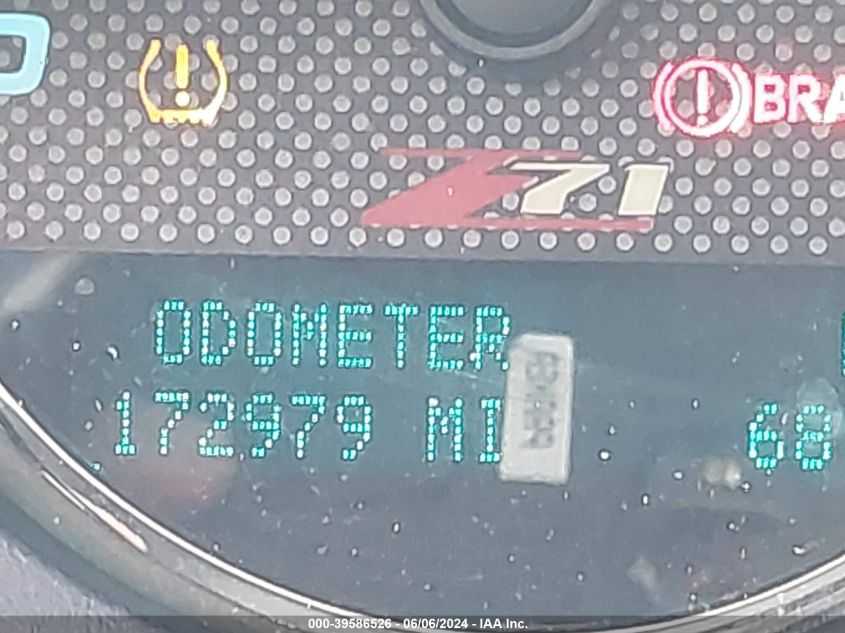 BRA
Z71
ODOMETER
172979 MI
68
000-39586526 - 06/06/2024 - IAA Inc.